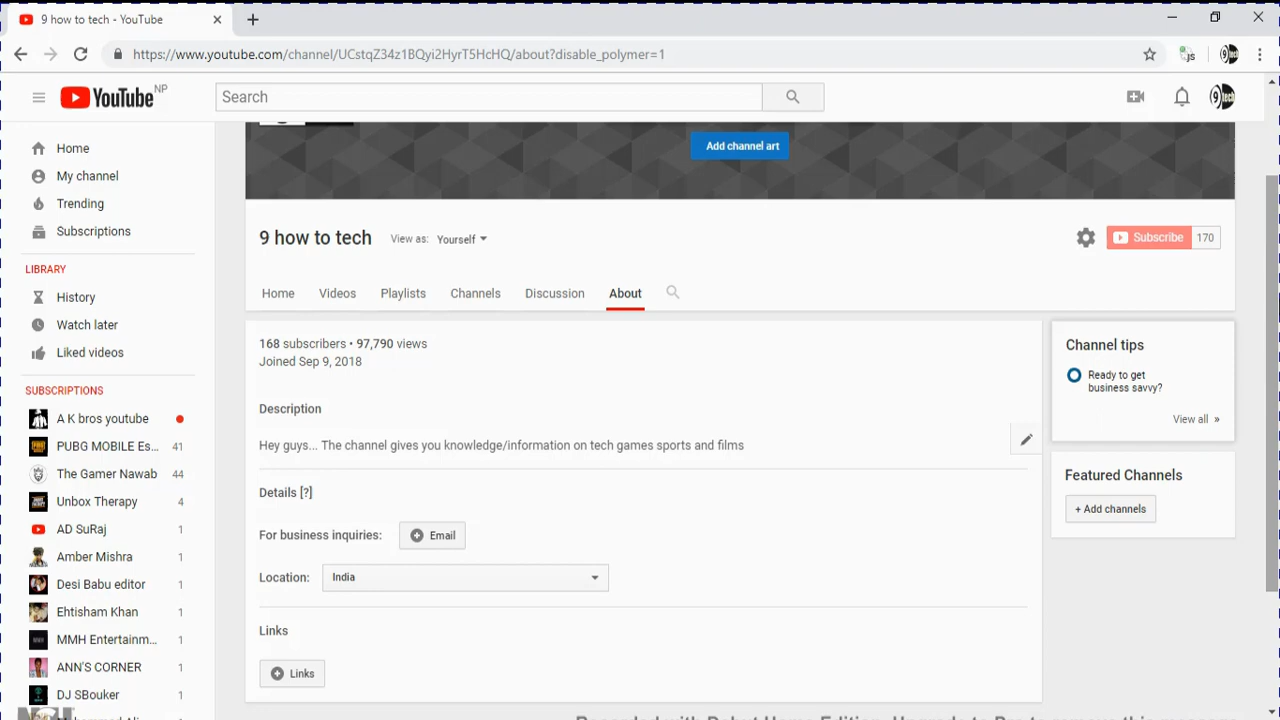 9 how to tech - YouTube
https://www.youtube.com/channel/UCstqZ34z1BQyi2HyrT5HcHQ/about?disable_polymer=1
YouTube NP
Search
9 tech
Home
My channel
Trending
Subscriptions
LIBRARY
History
Watch later
Liked videos
SUBSCRIPTIONS
A K bros youtube
PUBG MOBILE Es... 41
The Gamer Nawab 44
Unbox Therapy 4
AD SuRaj 1
Amber Mishra 1
Desi Babu editor 1
Ehtisham Khan 1
MMH Entertainm... 1
ANN'S CORNER 1
DJ SBouker 1
Add channel art
9 how to tech View as: Yourself
Subscribe 170
Home Videos Playlists Channels Discussion About
168 subscribers • 97,790 views
Joined Sep 9, 2018
Description
Hey guys... The channel gives you knowledge/information on tech games sports and films
Details [?]
For business inquiries: Email
Location: India
Links
Links
Channel tips
Ready to get
business savvy?
View all »
Featured Channels
+ Add channels